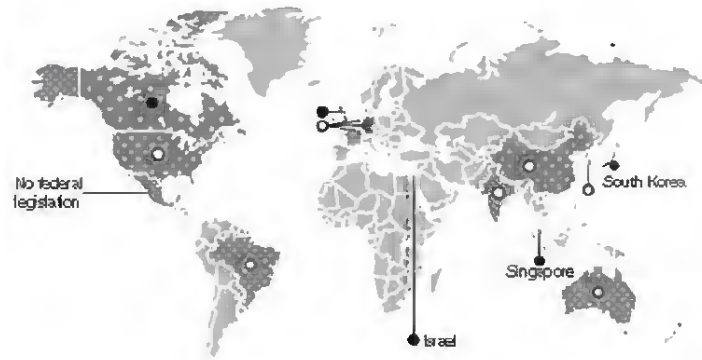 No federal
legislation
South Korea
Singapore
Israel